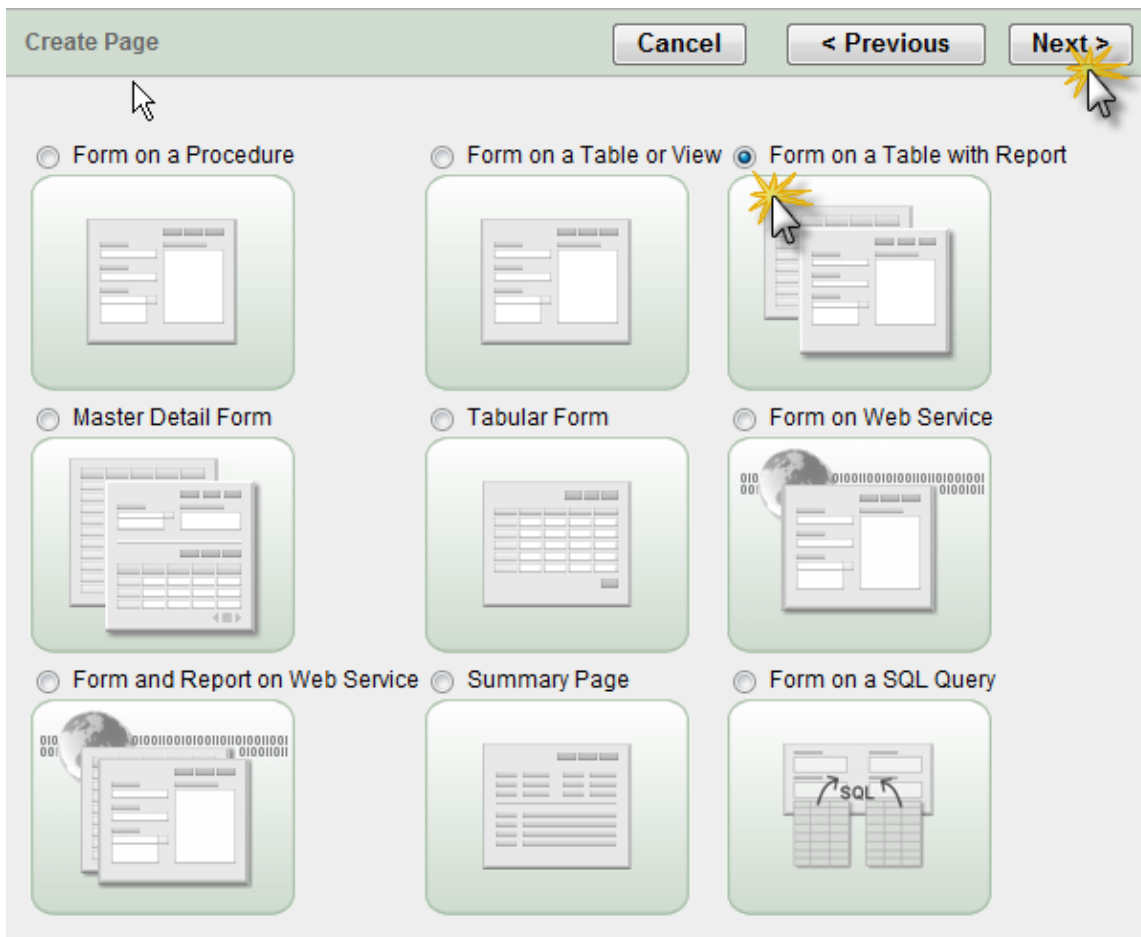 Create Page
Cancel
< Previous
Next >
Form on a Procedure
Form on a Table or View
Form on a Table with Report
Master Detail Form
Tabular Form
Form on Web Service
Form and Report on Web Service
Summary Page
Form on a SQL Query
SQL